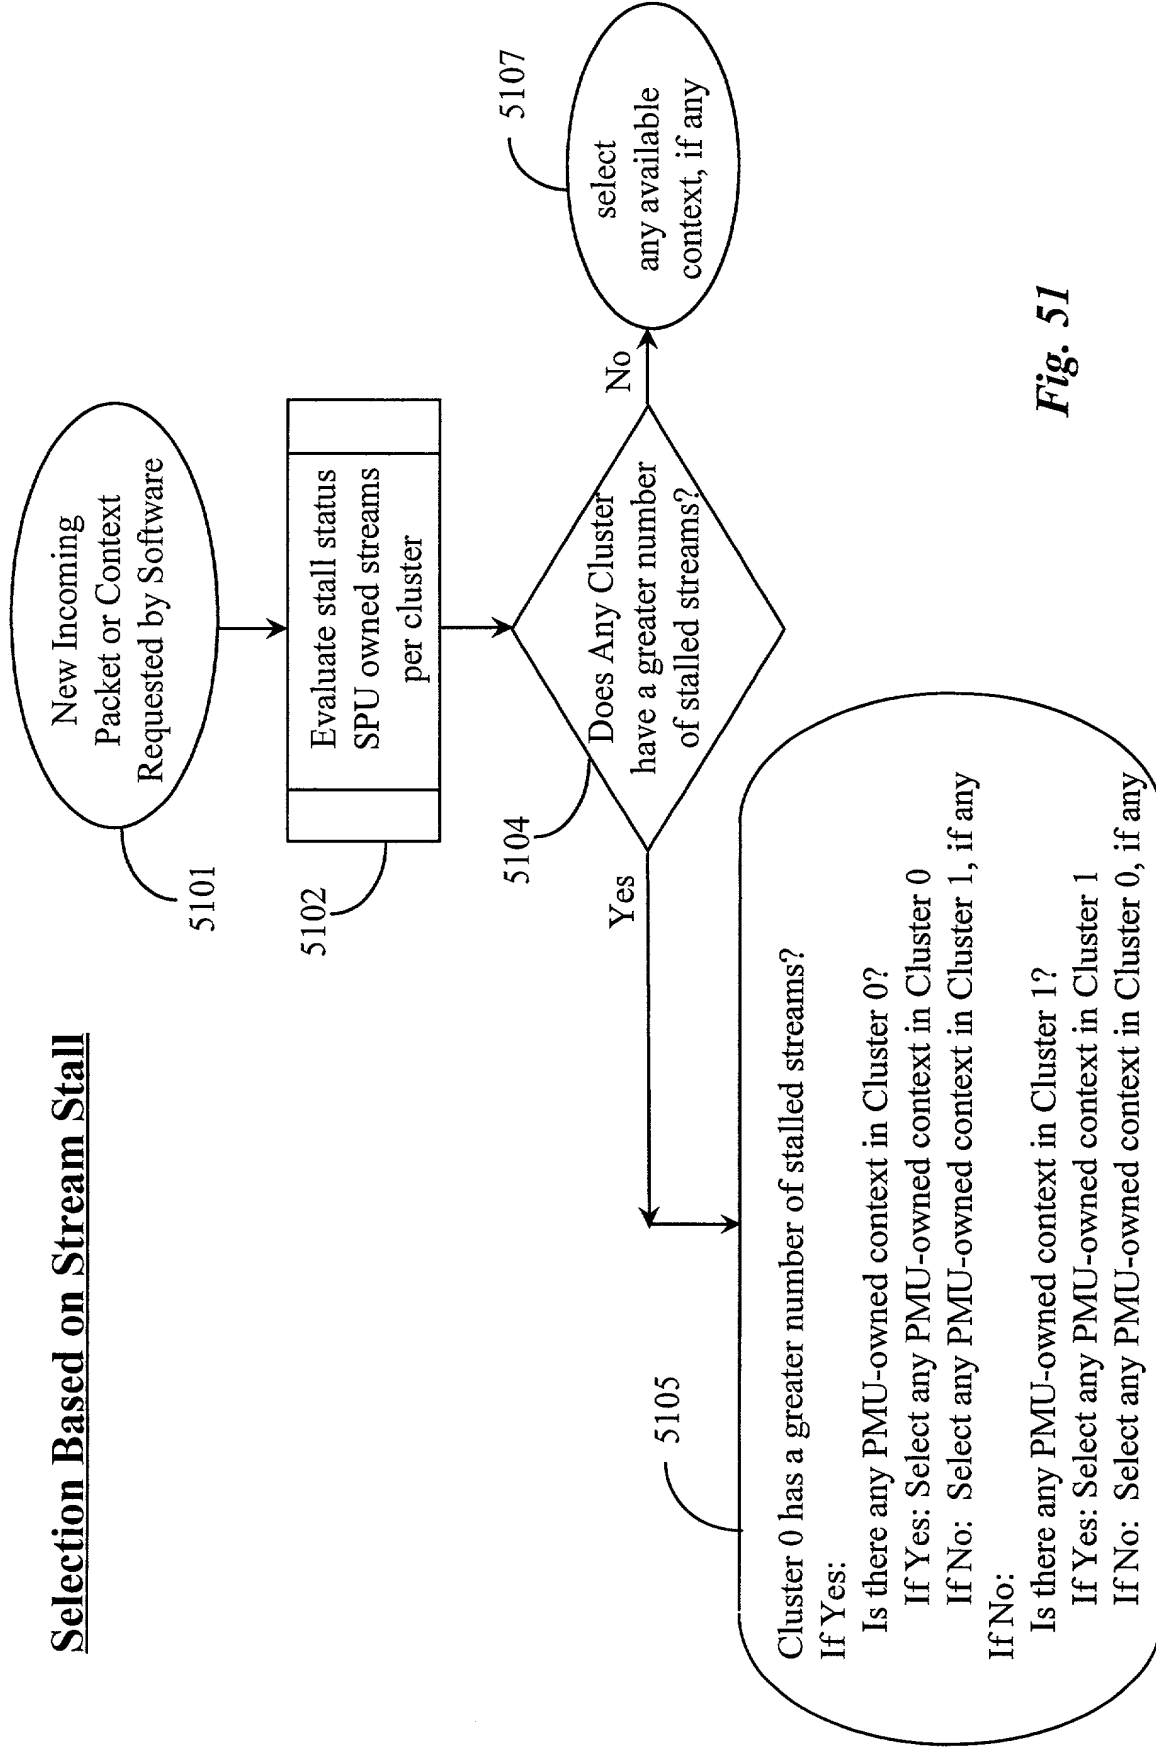 Selection Based on Stream Stall
New Incoming
Packet or Context
Requested by Software
5101
Evaluate stall status
SPU owned streams
per cluster
5102
Does Any Cluster
have a greater number
of stalled streams?
5104
Yes
No
select
any available
context, if any
5107
5105
Cluster 0 has a greater number of stalled streams?
If Yes:
Is there any PMU-owned context in Cluster 0?
If Yes: Select any PMU-owned context in Cluster 0
If No: Select any PMU-owned context in Cluster 1, if any
If No:
Is there any PMU-owned context in Cluster 1?
If Yes: Select any PMU-owned context in Cluster 1
If No: Select any PMU-owned context in Cluster 0, if any
Fig. 51